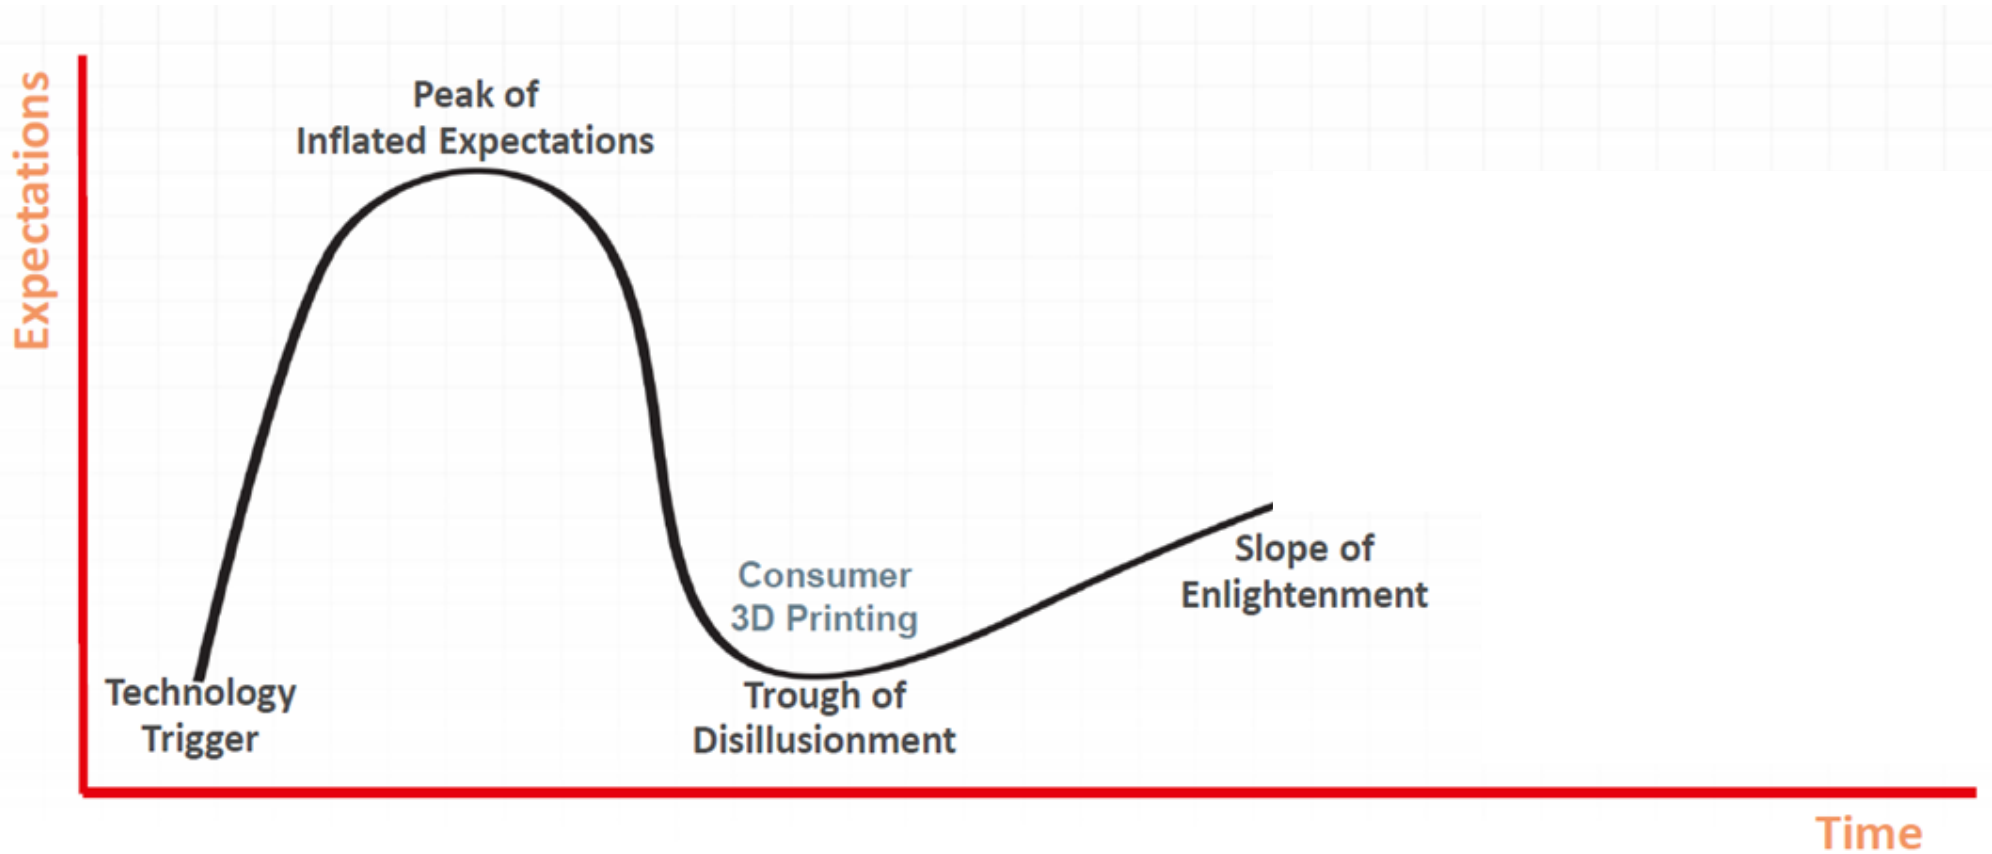 Expectations
Peak of
Inflated Expectations
Technology
Trigger
Consumer
3D Printing
Trough of
Disillusionment
Slope of
Enlightenment
Time